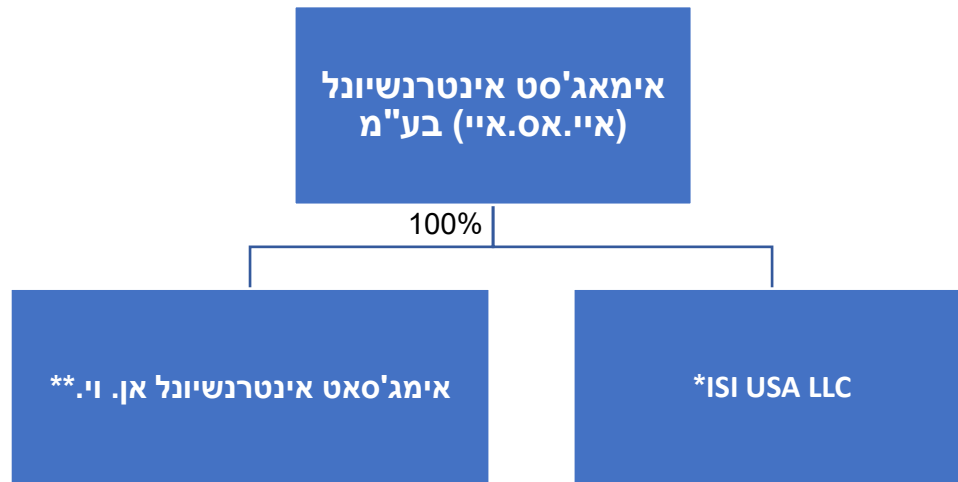 אימאג'סט אינטרנשיונל
(איי.אס.איי) בע"מ
100%
אימג'סאט אינטרנשיונל אן. וי.**
ISI USA LLC*